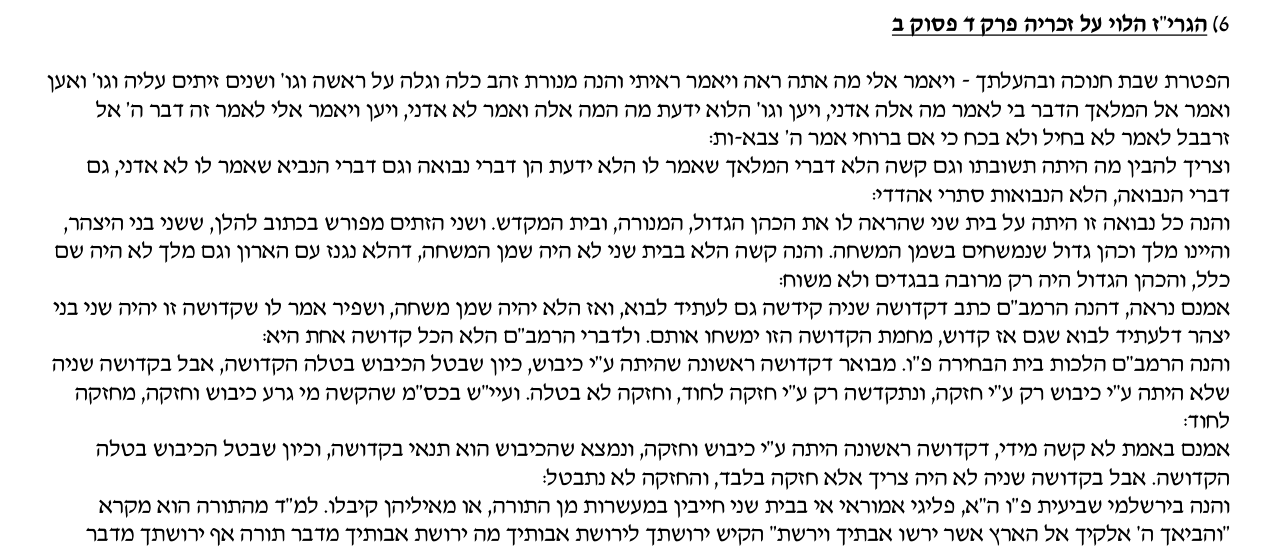 6) הגרי"ז הלוי על זכריה פרק ד פסוק ב
הפטרת שבת חנוכה ובהעלתך - ויאמר אלי מה אתה ראה ויאמר ראיתי והנה מנורת זהב כלה וגלה על ראשה וגו' ושנים זיתים עליה וגו' ואען
ואמר אל המלאך הדבר בי לאמר מה אלה אדני, ויען וגו' הלוא ידעת מה המה אלה ואמר לא אדני, ויען ויאמר אלי לאמר זה דבר ה' אל
זרבבל לאמר לא בחיל ולא בכח כי אם ברוחי אמר ה' צבא-ות:
וצריך להבין מה היתה תשובתו וגם קשה הלא דברי המלאך שאמר לו הלא ידעת הן דברי נבואה וגם דברי הנביא שאמר לו לא אדני, גם
דברי הנבואה, הלא הנבואות סתרי אהדדי:
והנה כל נבואה זו היתה על בית שני שהראה לו את הכהן הגדול, המנורה, ובית המקדש. ושני הזתים מפורש בכתוב להלן, ששני בני היצהר,
והיינו מלך וכהן גדול שנמשחים בשמן המשחה. והנה קשה הלא בבית שני לא היה שמן המשחה, דהלא נגנז עם הארון וגם מלך לא היה שם
כלל, והכהן הגדול היה רק מרובה בבגדים ולא משוח:
אמנם נראה, דהנה הרמב"ם כתב דקדושה שניה קידשה גם לעתיד לבוא, ואז הלא יהיה שמן משחה, ושפיר אמר לו שקדושה זו יהיה שני בני
יצהר דלעתיד לבוא שגם אז קדוש, מחמת הקדושה הזו ימשחו אותם. ולדברי הרמב"ם הלא הכל קדושה אחת היא:
והנה הרמב"ם הלכות בית הבחירה פ"ו. מבואר דקדושה ראשונה שהיתה ע"י כיבוש, כיון שבטל הכיבוש בטלה הקדושה, אבל בקדושה שניה
שלא היתה ע"י כיבוש רק ע"י חזקה, ונתקדשה רק ע"י חזקה לחוד, וחזקה לא בטלה. ועיי"ש בכס"מ שהקשה מי גרע כיבוש וחזקה, מחזקה
לחוד:
אמנם באמת לא קשה מידי, דקדושה ראשונה היתה ע"י כיבוש וחזקה, ונמצא שהכיבוש הוא תנאי בקדושה, וכיון שבטל הכיבוש בטלה
הקדושה. אבל בקדושה שניה לא היה צריך אלא חזקה בלבד, והחזקה לא נתבטל:
והנה בירשלמי שביעית פ"ו ה"א, פליגי אמוראי אי בבית שני חייבין במעשרות מן התורה, או מאיליהן קיבלו. למ"ד מהתורה הוא מקרא
"והביאך ה' אלקיך אל הארץ אשר ירשו אבתיך וירשת" הקיש ירושתך לירושת אבותיך מה ירושת אבותיך מדבר תורה אף ירושתך מדבר